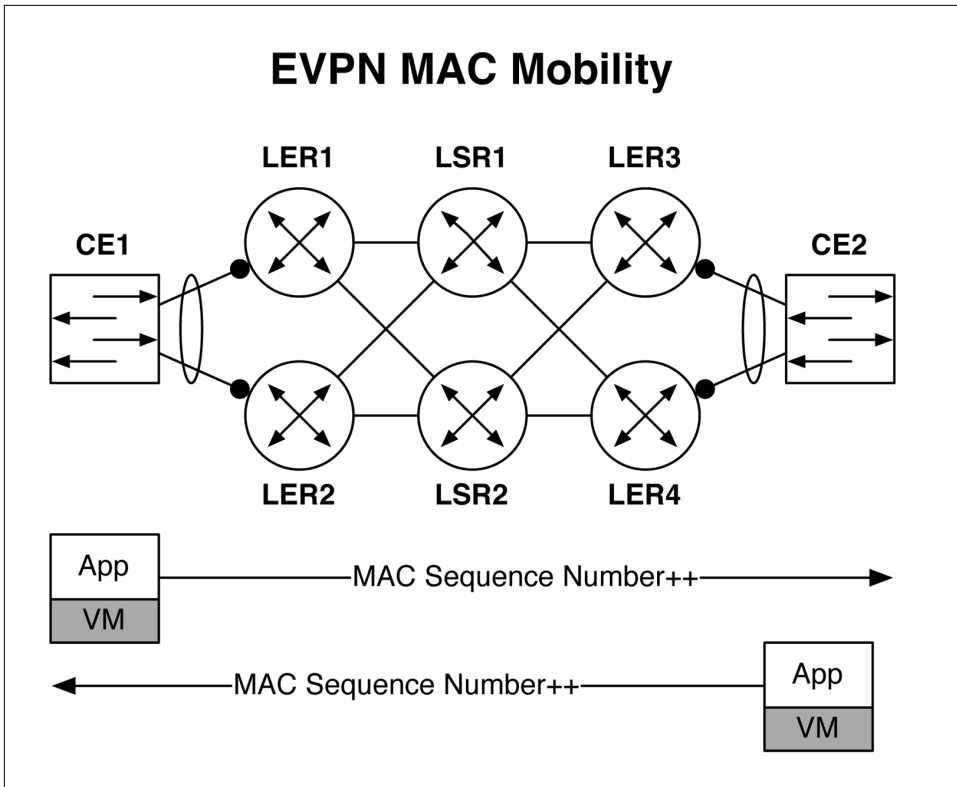 EVPN MAC Mobility
LER1
LSR1
LER3
CE1
CE2
LER2
LSR2
LER4
App
MAC Sequence Number++
VM
App
MAC Sequence Number++
VM